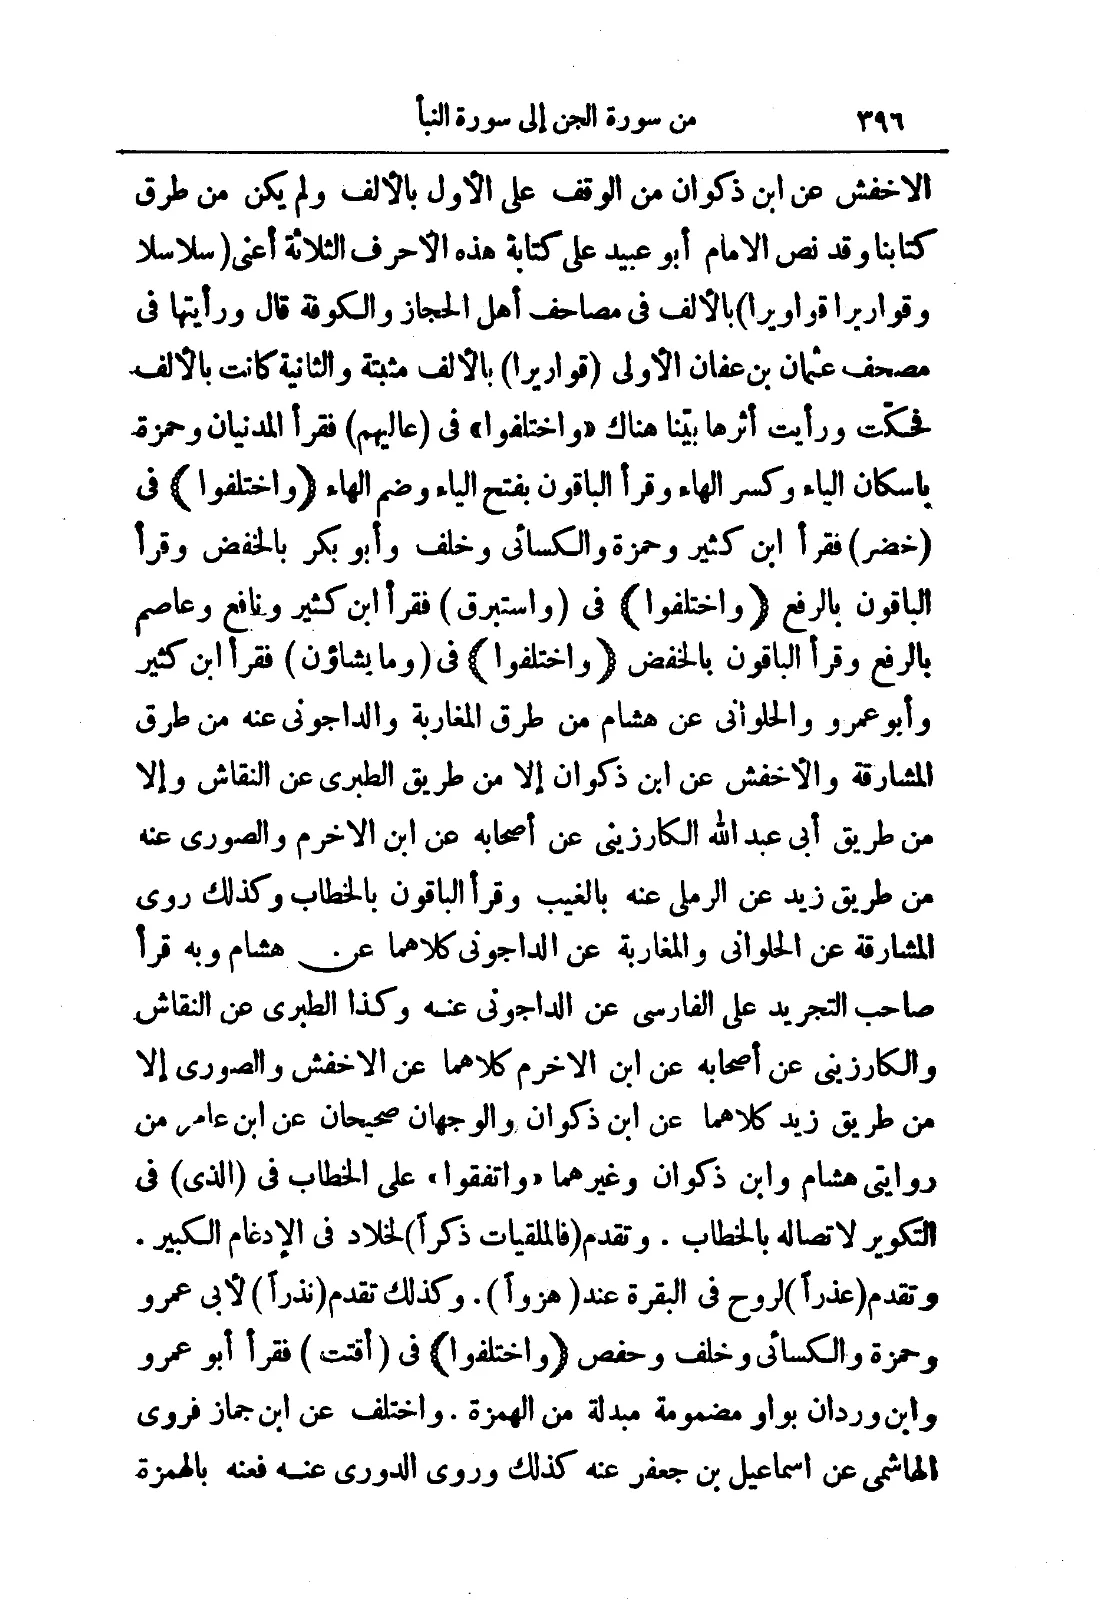 ٣٩٦ من سورة الجن إلى سورة النبأ
الاخفش عن ابن ذكوان من الوقف على الأول بالألف ولم يكن من طرق
كتابنا وقد نص الامام أبو عبيد على كتابة هذه الأحرف الثلاثة أعنى (سلاسلا
وقواريرا قواويرا) بالألف فى مصاحف أهل الحجاز والكوفة قال ورأيتها فى
مصحف عثمان بن عفان الأولى (قواريرا) بالألف مثبتة والثانية كانت بالألف
فحكّت ورأيت أثرها بيّنا هناك «واختلفوا» فى (عاليهم) فقرأ المدنيان وحمزة
باسكان الياء وكسر الهاء وقرأ الباقون بفتح الياء وضم الهاء (واختلفوا) فى
(خضر) فقرأ ابن كثير وحمزة والكسائى وخلف وأبو بكر بالخفض وقرأ
الباقون بالرفع (واختلفوا) فى (واستبرق) فقرأ ابن كثير ونافع وعاصم
بالرفع وقرأ الباقون بالخفض (واختلفوا) فى (وما يشاؤن) فقرأ ابن كثير
وأبو عمرو والحلوانى عن هشام من طرق المغاربة والداجونى عنه من طرق
المشارقة والأخفش عن ابن ذكوان إلا من طريق الطبرى عن النقاش وإلا
من طريق أبى عبد الله الكارزينى عن أصحابه عن ابن الاخرم والصورى عنه
من طريق زيد عن الرملى عنه بالغيب وقرأ الباقون بالخطاب وكذلك روى
المشارقة عن الحلوانى والمغاربة عن الداجونى كلاهما عن هشام وبه قرأ
صاحب التجريد على الفارسى عن الداجونى عنه وكذا الطبرى عن النقاش
والكارزينى عن أصحابه عن ابن الاخرم كلاهما عن الاخفش والصورى إلا
من طريق زيد كلاهما عن ابن ذكوان والوجهان صحيحان عن ابن عامر من
روايتى هشام وابن ذكوان وغيرهما «واتفقوا» على الخطاب فى (الذى) فى
التكوير لاتصاله بالخطاب . وتقدم (فالملقيات ذكراً) لخلاد فى الإدغام الكبير .
وتقدم (عذراً) لروح فى البقرة عند (هزواً) . وكذلك تقدم (نذراً) لأبى عمرو
وحمزة والكسائى وخلف وحفص (واختلفوا) فى (أقتت) فقرأ أبو عمرو
وابن وردان بواو مضمومة مبدلة من الهمزة . واختلف عن ابن جماز فروى
الهاشمى عن اسماعيل بن جعفر عنه كذلك وروى الدورى عنه فعنه بالهمزة